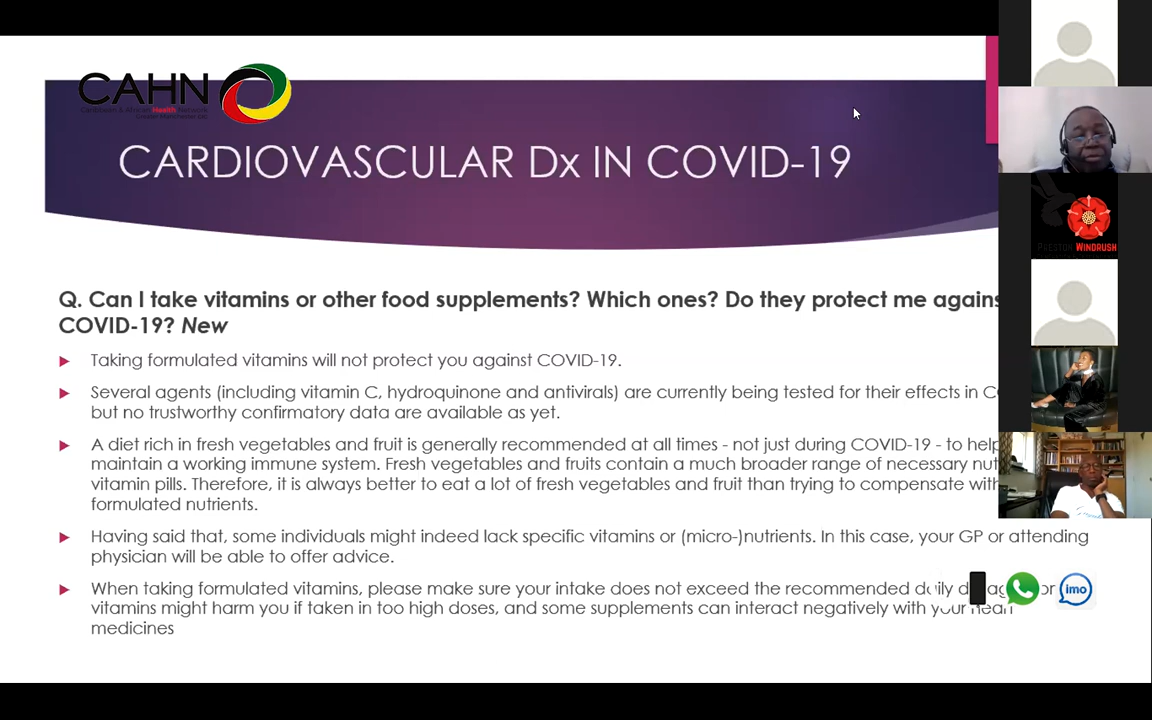 CAHN
Caribbean & African Health Network
CARDIOVASCULAR Dx IN COVID-19
PRESTON WINDRUSH
Q. Can I take vitamins or other food supplements? Which ones? Do they protect me agains
COVID-19? New
Taking formulated vitamins will not protect you against COVID-19.
Several agents (including vitamin C, hydroquinone and antivirals) are currently being tested for their effects in C
but no trustworthy confirmatory data are available as yet.
A diet rich in fresh vegetables and fruit is generally recommended at all times - not just during COVID-19 - to help
maintain a working immune system. Fresh vegetables and fruits contain a much broader range of necessary nut
vitamin pills. Therefore, it is always better to eat a lot of fresh vegetables and fruit than trying to compensate with
formulated nutrients.
Having said that, some individuals might indeed lack specific vitamins or (micro-)nutrients. In this case, your GP or attending
physician will be able to offer advice.
When taking formulated vitamins, please make sure your intake does not exceed the recommended daily
vitamins might harm you if taken in too high doses, and some supplements can interact negatively with your heart
medicines
imo